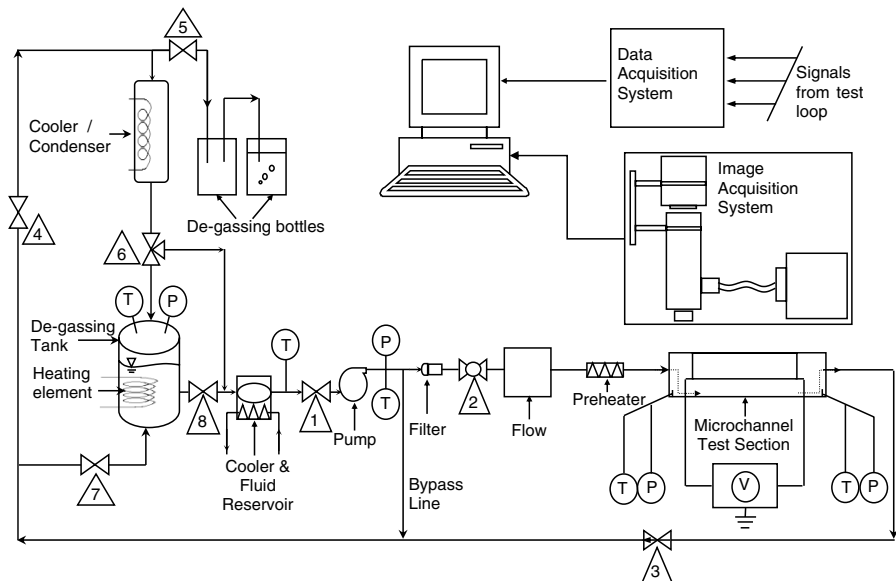 5
Data
Acquisition
System
Signals
from test
loop
Cooler /
Condenser
Image
Acquisition
System
De-gassing bottles
4
6
T
P
De-gassing
Tank
Heating
element
T
P
T
8
1
2
Pump
Filter
Flow
Preheater
Microchannel
Test Section
Cooler &
Fluid
Reservoir
7
Bypass
Line
T
P
V
T
P
3